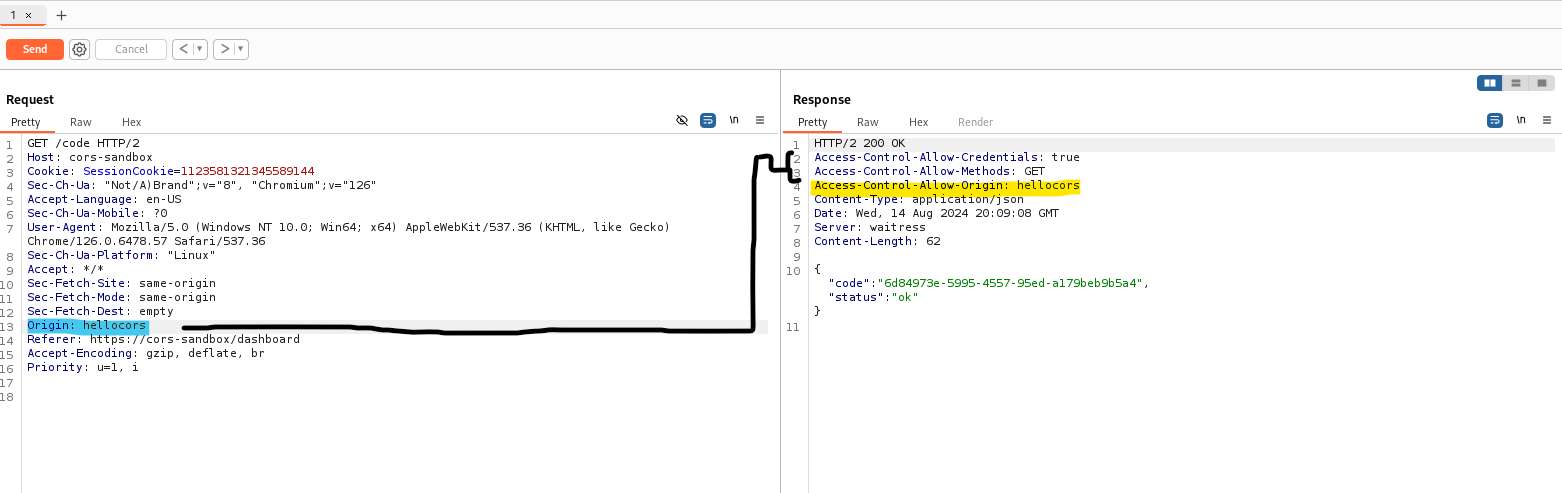 1 × +
Send Cancel < ▼ > ▼
Request
Pretty Raw Hex \n
1 GET /code HTTP/2
2 Host: cors-sandbox
3 Cookie: SessionCookie=1123581321345589144
4 Sec-Ch-Ua: "Not/A)Brand";v="8", "Chromium";v="126"
5 Accept-Language: en-US
6 Sec-Ch-Ua-Mobile: ?0
7 User-Agent: Mozilla/5.0 (Windows NT 10.0; Win64; x64) AppleWebKit/537.36 (KHTML, like Gecko)
Chrome/126.0.6478.57 Safari/537.36
8 Sec-Ch-Ua-Platform: "Linux"
9 Accept: */*
10 Sec-Fetch-Site: same-origin
11 Sec-Fetch-Mode: same-origin
12 Sec-Fetch-Dest: empty
13 Origin: hellocors
14 Referer: https://cors-sandbox/dashboard
15 Accept-Encoding: gzip, deflate, br
16 Priority: u=1, i
17
18
Response
Pretty Raw Hex Render \n
1 HTTP/2 200 OK
2 Access-Control-Allow-Credentials: true
3 Access-Control-Allow-Methods: GET
4 Access-Control-Allow-Origin: hellocors
5 Content-Type: application/json
6 Date: Wed, 14 Aug 2024 20:09:08 GMT
7 Server: waitress
8 Content-Length: 62
9
10 {
"code":"6d84973e-5995-4557-95ed-a179beb9b5a4",
"status":"ok"
}
11